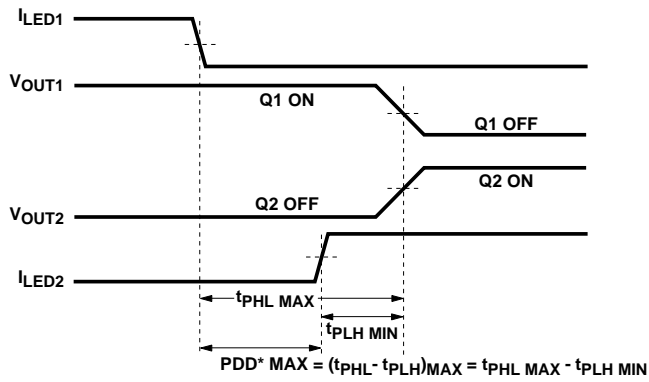 ILED1
VOUT1
Q1 ON
Q1 OFF
Q2 ON
Q2 OFF
VOUT2
ILED2
tPHL MAX
tPLH MIN
PDD* MAX = (tPHL- tPLH)MAX = tPHL MAX - tPLH MIN